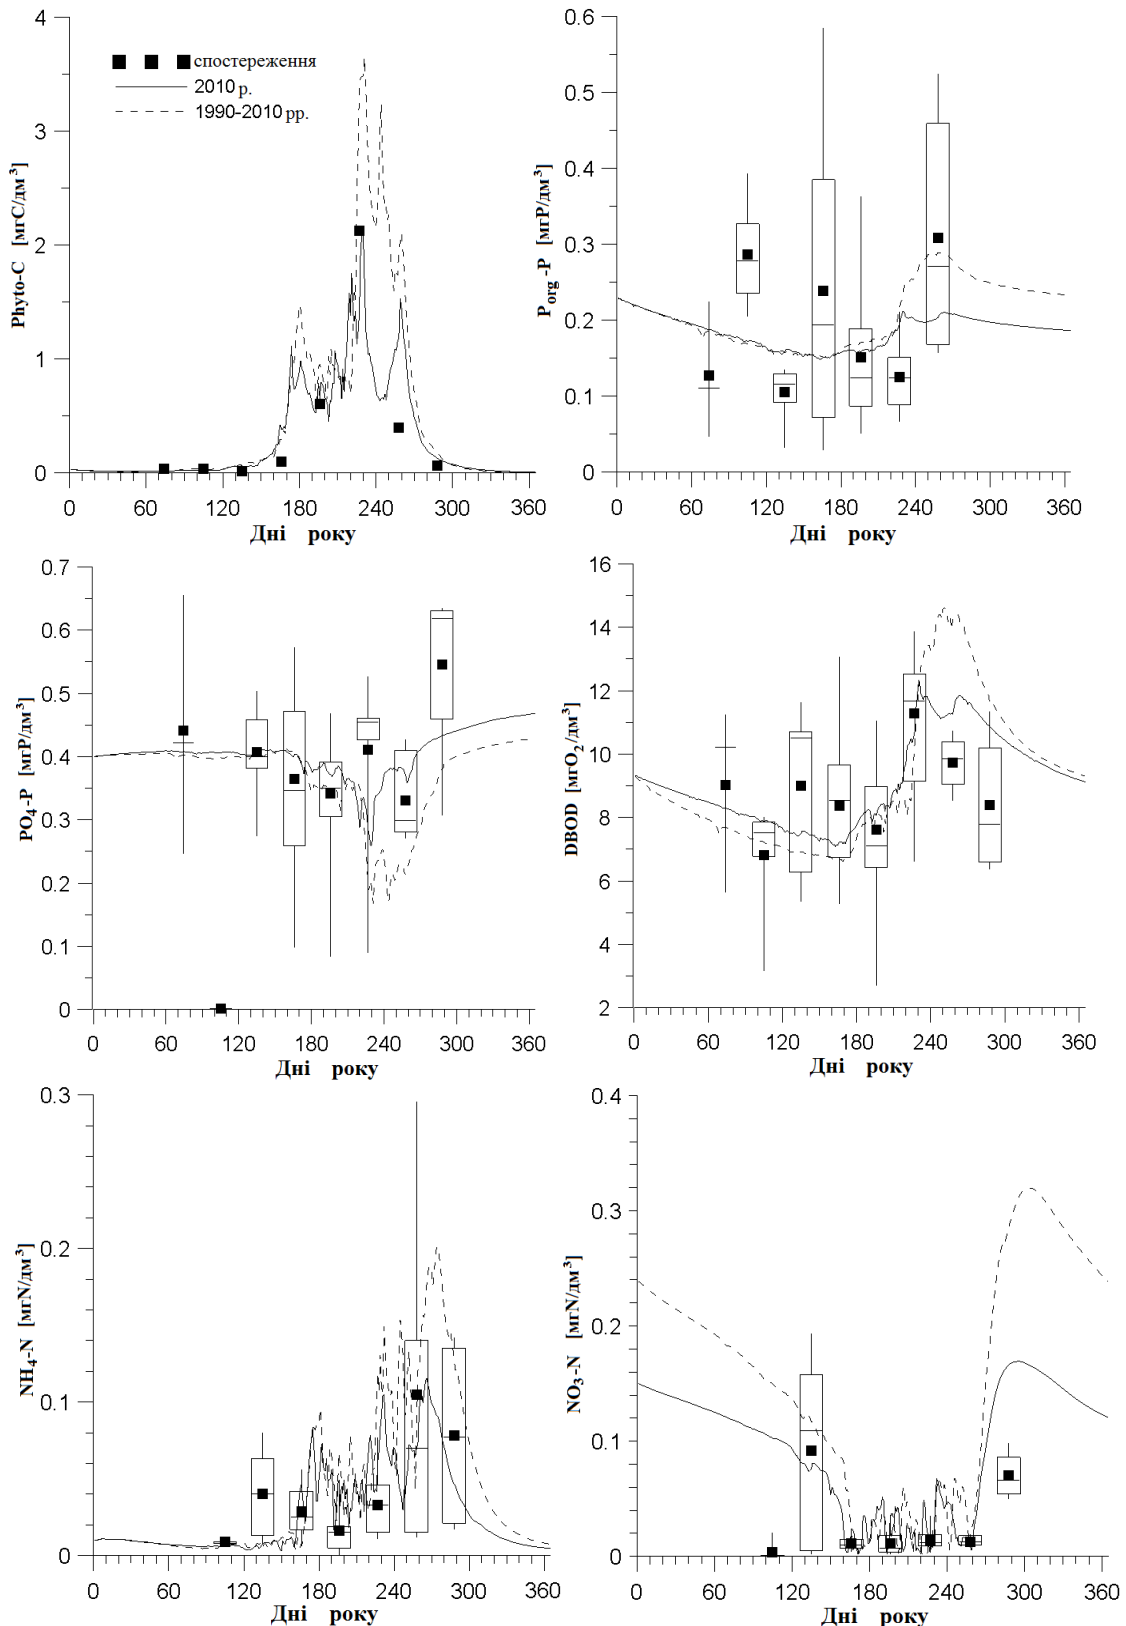 4
3
2
1
0
Phyto-C [мгС/дм³]
спостереження
2010 р.
1990-2010 рр.
0 60 120 180 240 300 360
Дні року
0.6
0.5
0.4
0.3
0.2
0.1
0
Porg-P [мгP/дм³]
0 60 120 180 240 300 360
Дні року
0.7
0.6
0.5
0.4
0.3
0.2
0.1
0
PO4-P [мгP/дм³]
0 60 120 180 240 300 360
Дні року
16
14
12
10
8
6
4
2
DBOD [мгO2/дм³]
0 60 120 180 240 300 360
Дні року
0.3
0.2
0.1
0
NH4-N [мгN/дм³]
0 60 120 180 240 300 360
Дні року
0.4
0.3
0.2
0.1
0
NO3-N [мгN/дм³]
0 60 120 180 240 300 360
Дні року